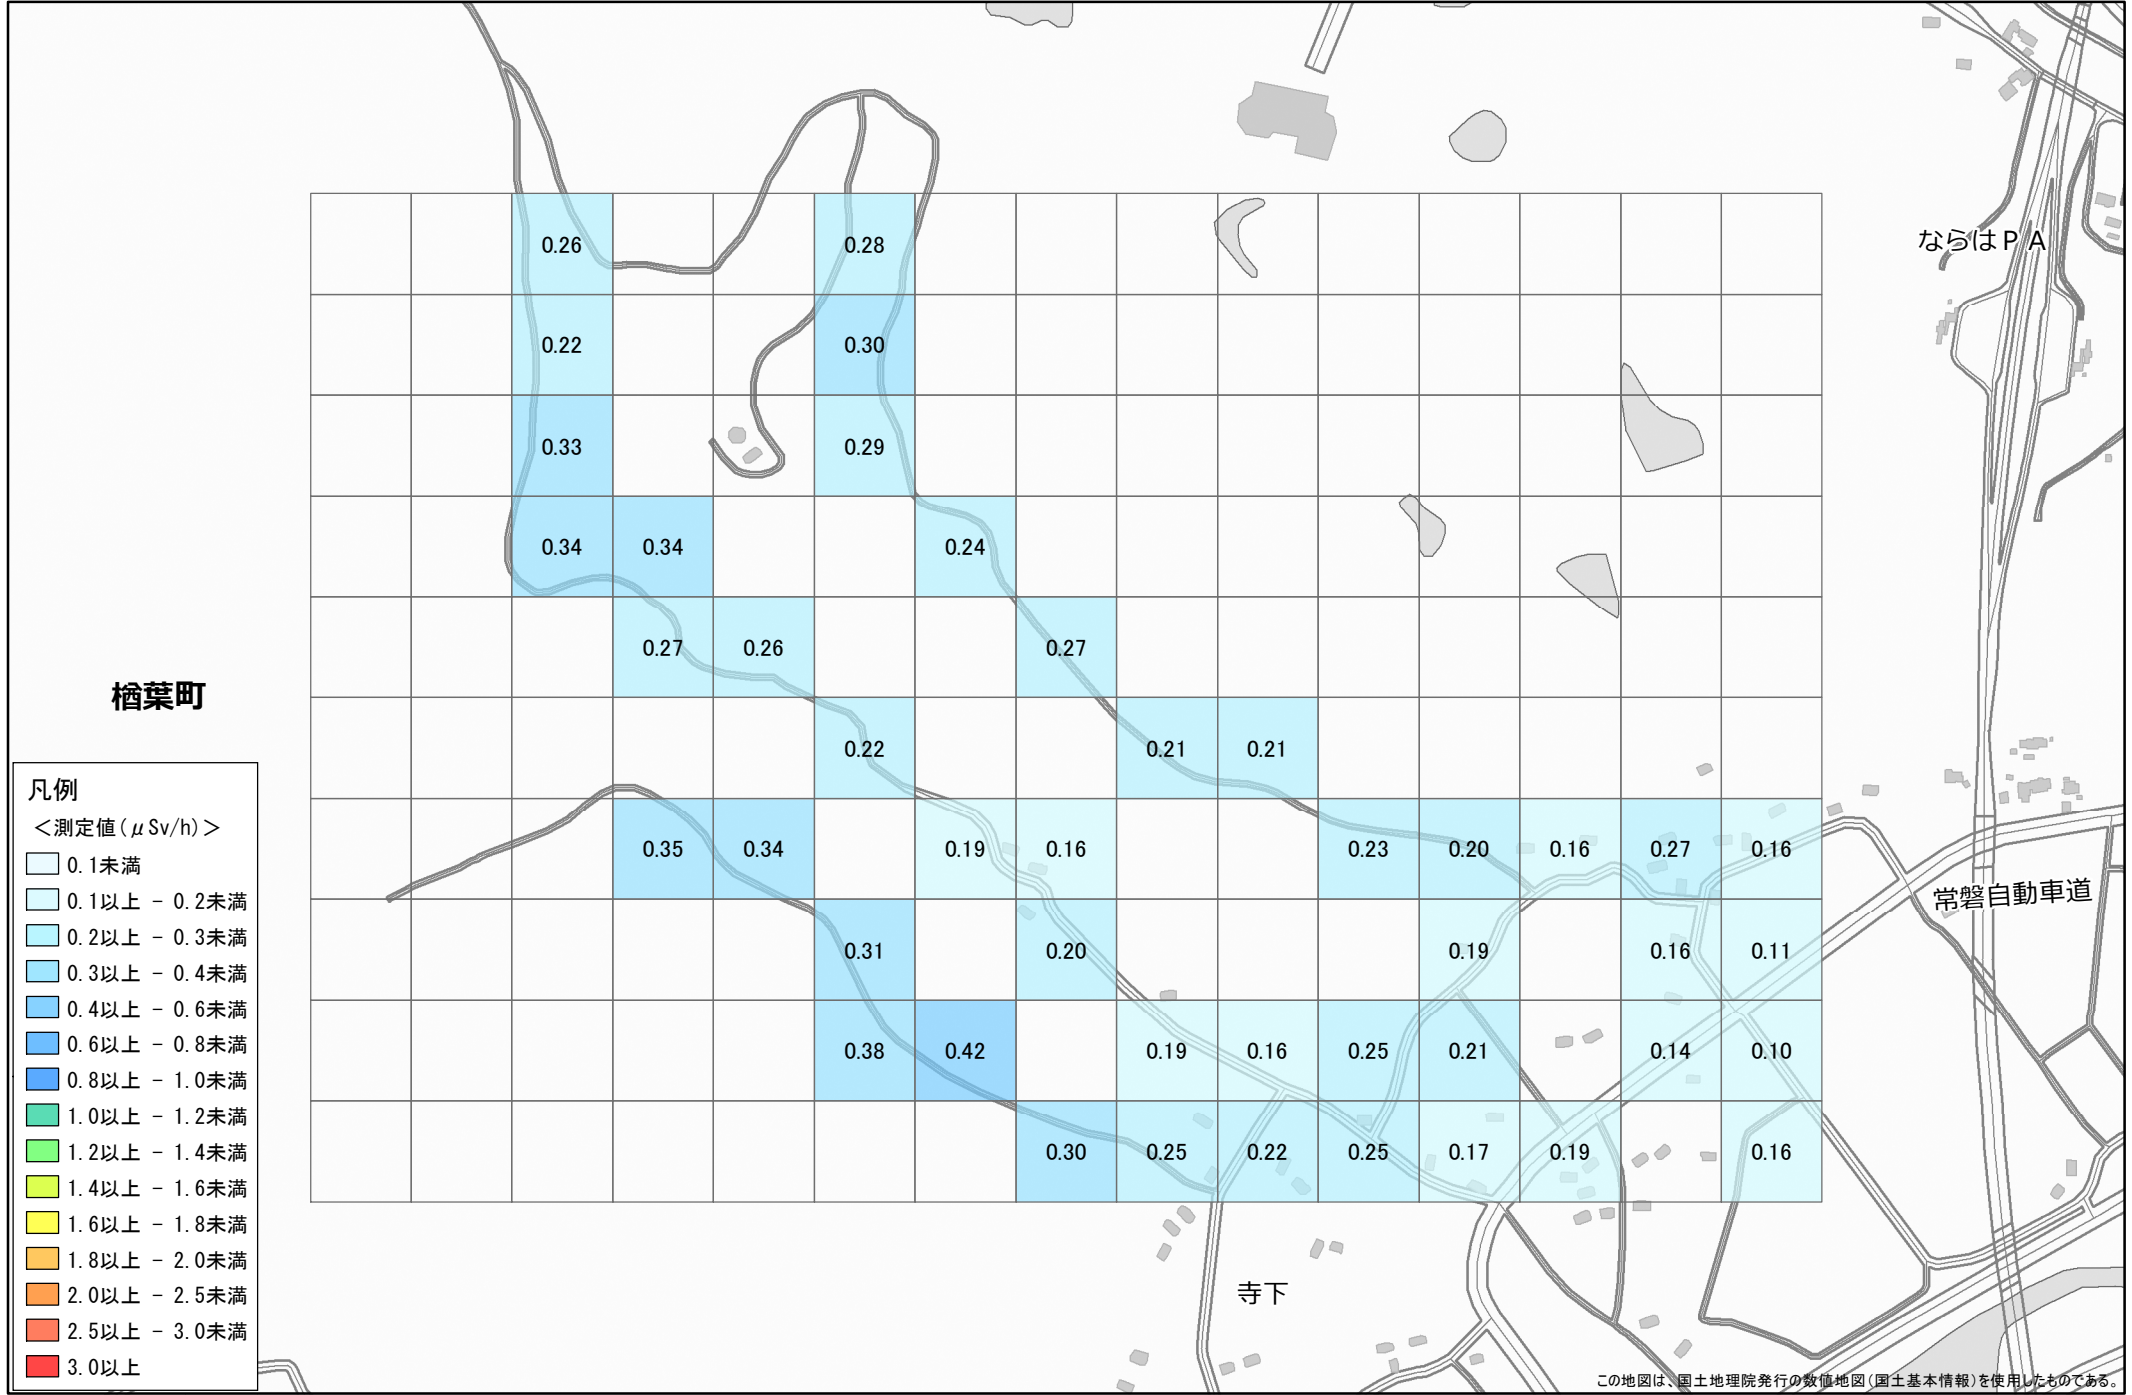 0.26 0.28
ならはPA
0.22 0.30
0.33 0.29
0.34 0.34 0.24
0.27 0.26 0.27
楢葉町
0.22 0.21 0.21
0.35 0.34 0.19 0.16 0.23 0.20 0.16 0.27 0.16
常磐自動車道
0.31 0.20 0.19 0.16 0.11
0.38 0.42 0.19 0.16 0.25 0.21 0.14 0.10
0.30 0.25 0.22 0.25 0.17 0.19 0.16
寺下
凡例
＜測定値(μSv/h)＞
0.1未満
0.1以上 - 0.2未満
0.2以上 - 0.3未満
0.3以上 - 0.4未満
0.4以上 - 0.6未満
0.6以上 - 0.8未満
0.8以上 - 1.0未満
1.0以上 - 1.2未満
1.2以上 - 1.4未満
1.4以上 - 1.6未満
1.6以上 - 1.8未満
1.8以上 - 2.0未満
2.0以上 - 2.5未満
2.5以上 - 3.0未満
3.0以上
この地図は、国土地理院発行の数値地図(国土基本情報)を使用したものである。